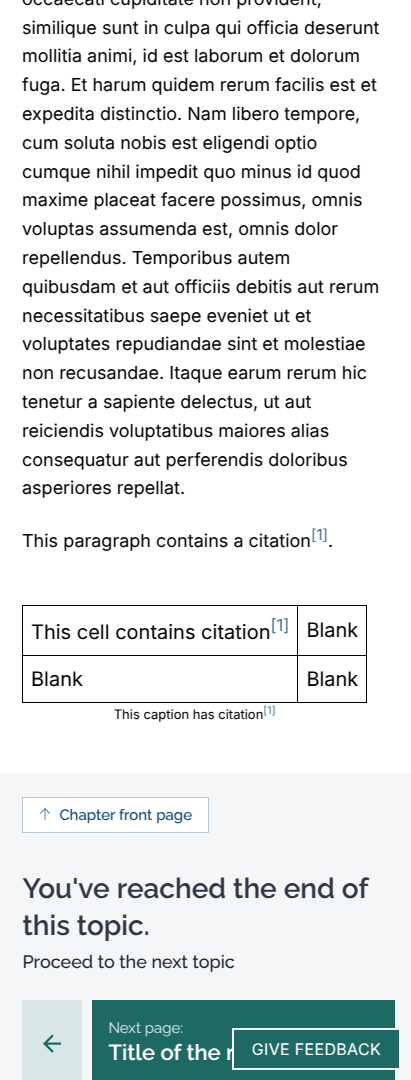 occaecati cupiditate non provident,
similique sunt in culpa qui officia deserunt
mollitia animi, id est laborum et dolorum
fuga. Et harum quidem rerum facilis est et
expedita distinctio. Nam libero tempore,
cum soluta nobis est eligendi optio
cumque nihil impedit quo minus id quod
maxime placeat facere possimus, omnis
voluptas assumenda est, omnis dolor
repellendus. Temporibus autem
quibusdam et aut officiis debitis aut rerum
necessitatibus saepe eveniet ut et
voluptates repudiandae sint et molestiae
non recusandae. Itaque earum rerum hic
tenetur a sapiente delectus, ut aut
reiciendis voluptatibus maiores alias
consequatur aut perferendis doloribus
asperiores repellat.
This paragraph contains a citation[1].
This cell contains citation[1] Blank
Blank Blank
This caption has citation[1]
↑ Chapter front page
You've reached the end of
this topic.
Proceed to the next topic
Next page:
Title of the
GIVE FEEDBACK